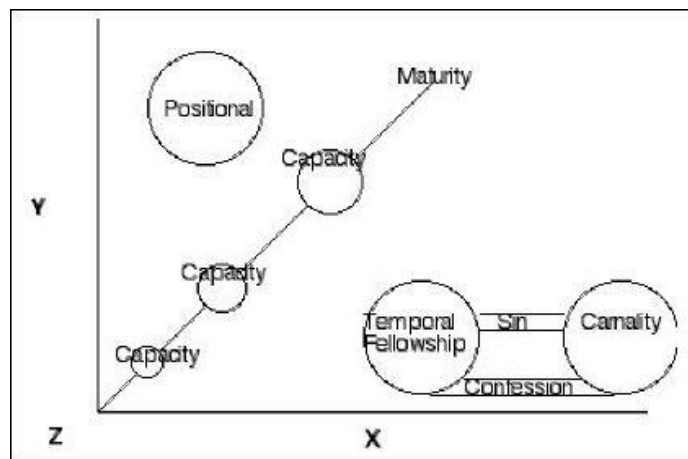 Maturity
Positional
Capacity
Y
Capacity
Temporal
Fellowship
Sin
Carnality
Capacity
Confession
Z
X